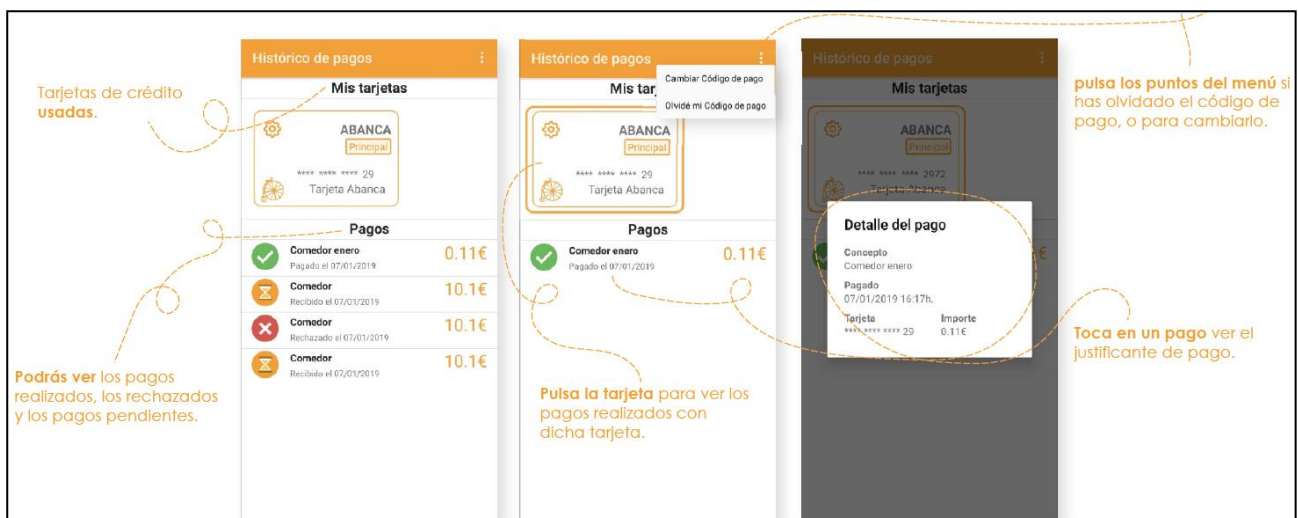 Tarjetas de crédito
usadas.
Podrás ver los pagos
realizados, los rechazados
y los pagos pendientes.
Histórico de pagos
Mis tarjetas
ABANCA
Principal
**** **** **** 29
Tarjeta Abanca
Pagos
Comedor enero
0.11€
Pagado el 07/01/2019
Comedor
10.1€
Recibido el 07/01/2019
Comedor
10.1€
Rechazado el 07/01/2019
Comedor
10.1€
Recibido el 07/01/2019
Histórico de pagos
Cambiar Código de pago
Olvidé mi Código de pago
Mis tar
ABANCA
Principal
**** **** **** 29
Tarjeta Abanca
Pagos
Comedor enero
0.11€
Pagado el 07/01/2019
Pulsa la tarjeta para ver los
pagos realizados con
dicha tarjeta.
Histórico de pagos
Mis tarjetas
ABANCA
Principal
**** **** **** 2972
Tarjeta Abanca
€
Detalle del pago
Concepto
Comedor enero
Pagado
07/01/2019 16:17h.
Tarjeta Importe
**** **** **** 29 0.11€
pulsa los puntos del menú si
has olvidado el código de
pago, o para cambiarlo.
Toca en un pago ver el
justificante de pago.